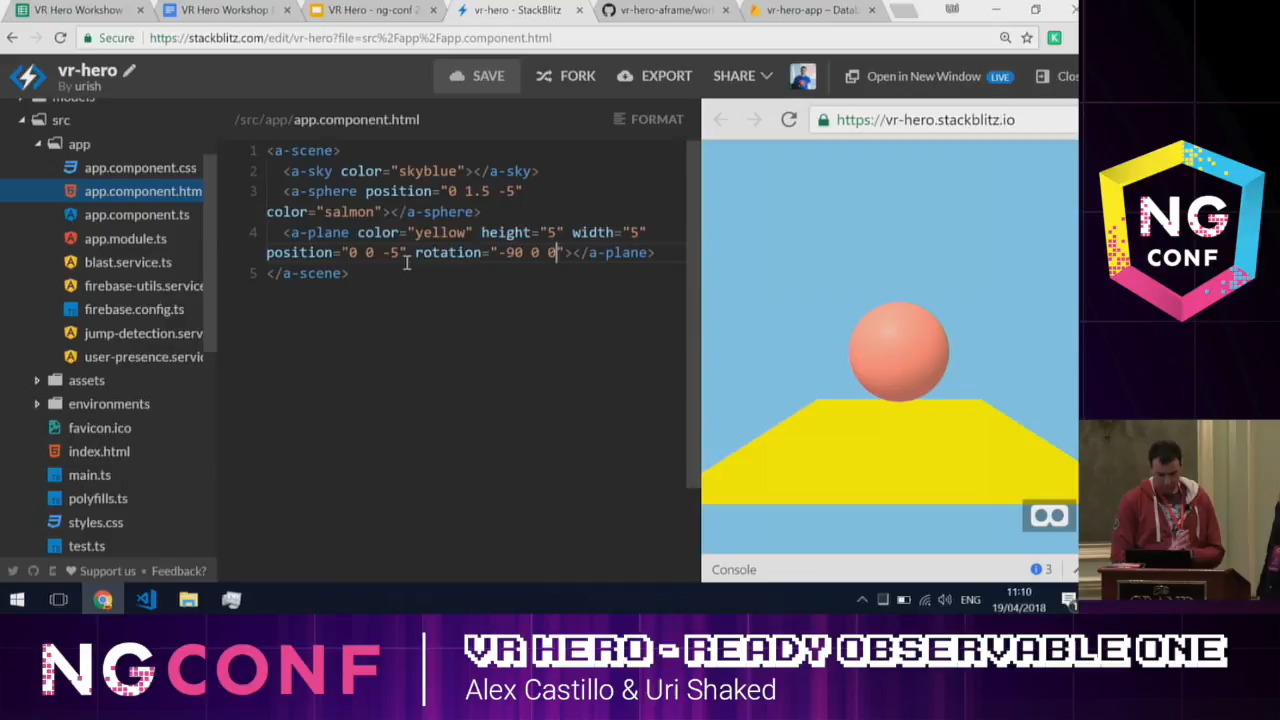 VR Hero Workshop
VR Hero Workshop
VR Hero - ng-conf 2
vr-hero - StackBlitz
vr-hero-aframe/wor
vr-hero-app – Datab
Secure
https://stackblitz.com/edit/vr-hero?file=src%2Fapp%2Fapp.component.html
K
vr-hero
By urish
SAVE
FORK
EXPORT
SHARE
Open in New Window
LIVE
Clos
models
src
app
app.component.css
app.component.htm
app.component.ts
app.module.ts
blast.service.ts
firebase-utils.service
firebase.config.ts
jump-detection.serv
user-presence.servic
assets
environments
favicon.ico
index.html
main.ts
polyfills.ts
styles.css
test.ts
Support us
Feedback?
/src/app/app.component.html
FORMAT
1 <a-scene>
2 <a-sky color="skyblue"></a-sky>
3 <a-sphere position="0 1.5 -5"
color="salmon"></a-sphere>
4 <a-plane color="yellow" height="5" width="5"
position="0 0 -5" rotation="-90 0 0"></a-plane>
5 </a-scene>
https://vr-hero.stackblitz.io
Console
3
ENG
11:10
19/04/2018
NG
CONF
GRAND
NGCONF
VR HERO - READY OBSERVABLE ONE
Alex Castillo & Uri Shaked